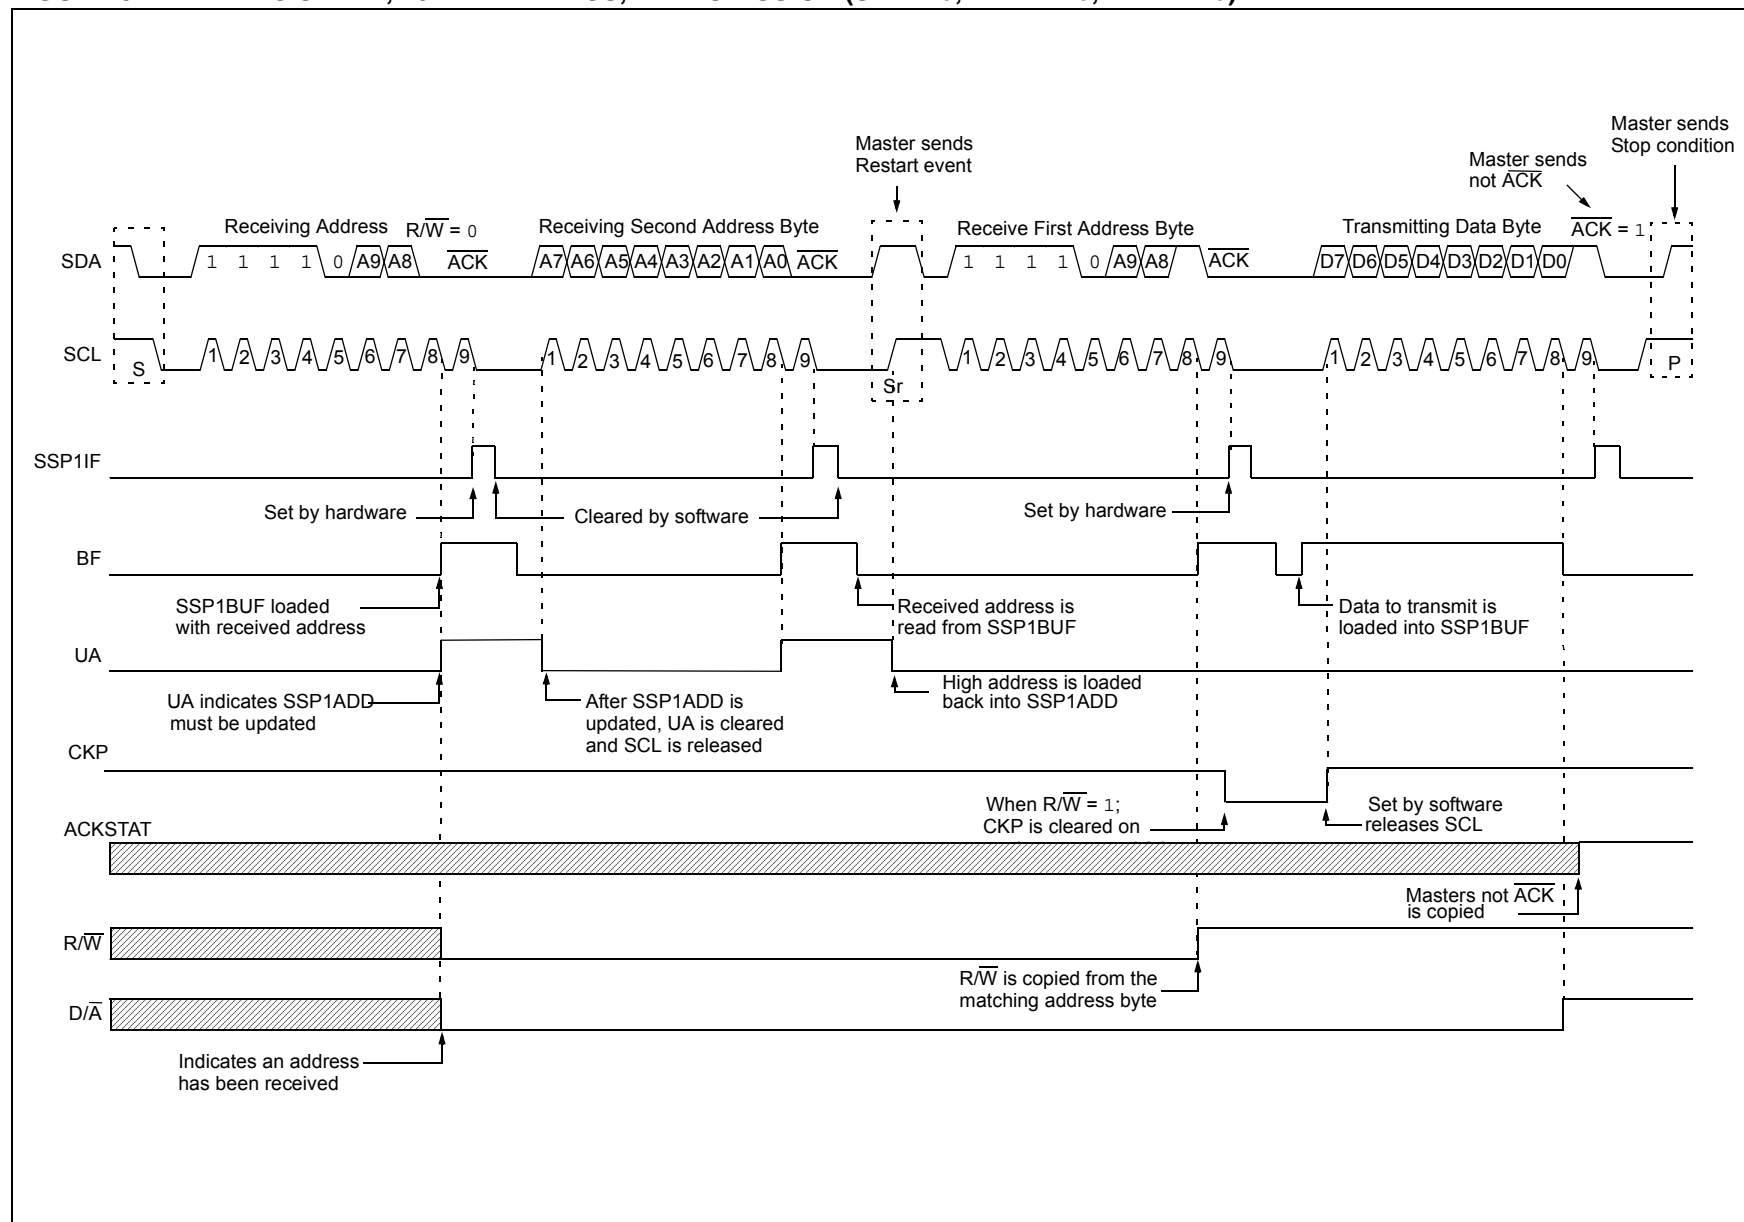 Master sends
Restart event
Master sends
not ACK
Master sends
Stop condition
Receiving Address R/W = 0
Receiving Second Address Byte
Receive First Address Byte
Transmitting Data Byte
ACK = 1
SDA 1 1 1 1 0 A9 A8 ACK A7 A6 A5 A4 A3 A2 A1 A0 ACK 1 1 1 1 0 A9 A8 ACK D7 D6 D5 D4 D3 D2 D1 D0
SCL S 1 2 3 4 5 6 7 8 9 1 2 3 4 5 6 7 8 9 Sr 1 2 3 4 5 6 7 8 9 1 2 3 4 5 6 7 8 9 P
SSP1IF
Set by hardware
Cleared by software
Set by hardware
BF
SSP1BUF loaded
with received address
Received address is
read from SSP1BUF
Data to transmit is
loaded into SSP1BUF
UA
UA indicates SSP1ADD
must be updated
After SSP1ADD is
updated, UA is cleared
and SCL is released
High address is loaded
back into SSP1ADD
CKP
When R/W = 1;
CKP is cleared on
Set by software
releases SCL
ACKSTAT
Masters not ACK
is copied
R/W
R/W is copied from the
matching address byte
D/A
Indicates an address
has been received